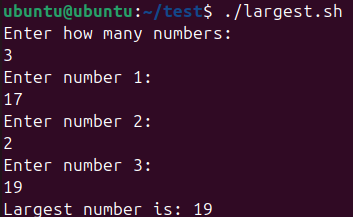 ubuntu@ubuntu:~/test$ ./largest.sh
Enter how many numbers:
3
Enter number 1:
17
Enter number 2:
2
Enter number 3:
19
Largest number is: 19